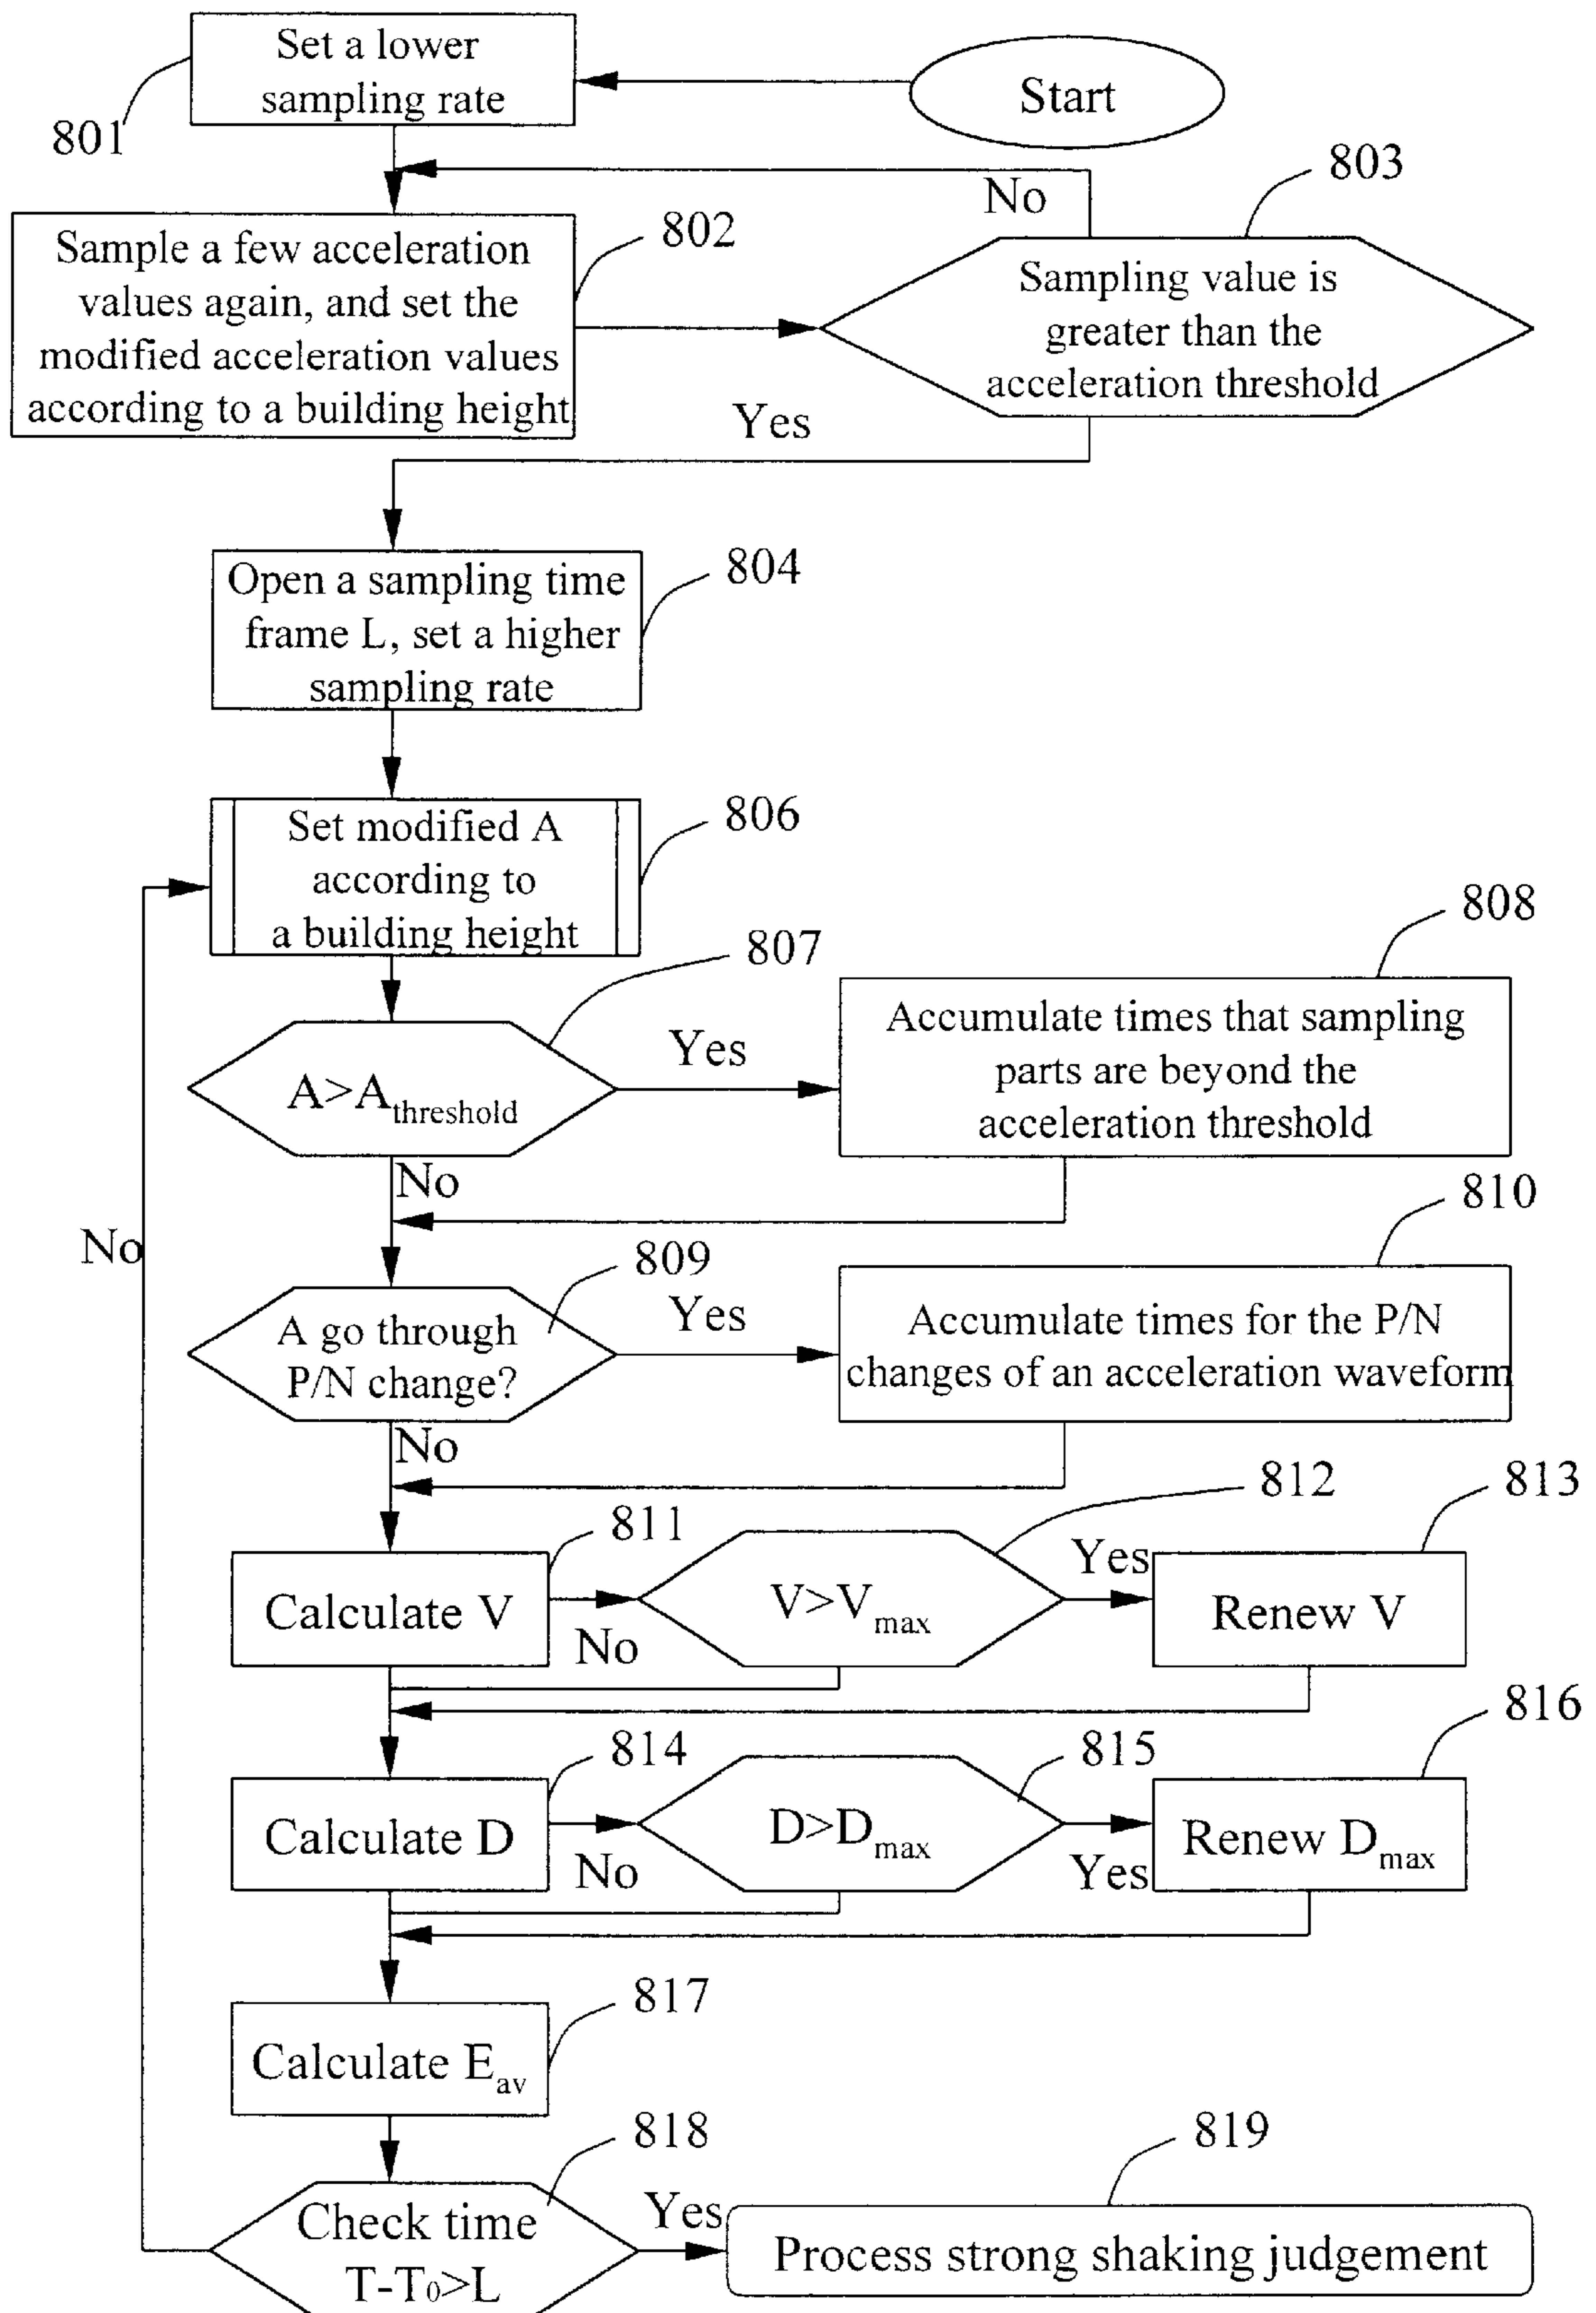 Set a lower
sampling rate
Start
801
803
No
802
Sample a few acceleration
values again, and set the
modified acceleration values
according to a building height
Sampling value is
greater than the
acceleration threshold
Yes
804
Open a sampling time
frame L, set a higher
sampling rate
806
Set modified A
according to
a building height
808
807
Accumulate times that sampling
parts are beyond the
acceleration threshold
Yes
A>Athreshold
No
810
No
809
Yes
A go through
P/N change?
Accumulate times for the P/N
changes of an acceleration waveform
No
812
813
811
Yes
Calculate V
V>Vmax
Renew V
No
816
814
815
Calculate D
D>Dmax
Renew Dmax
No
Yes
817
Calculate Eav
818
819
Yes
Check time
T-T0>L
Process strong shaking judgement